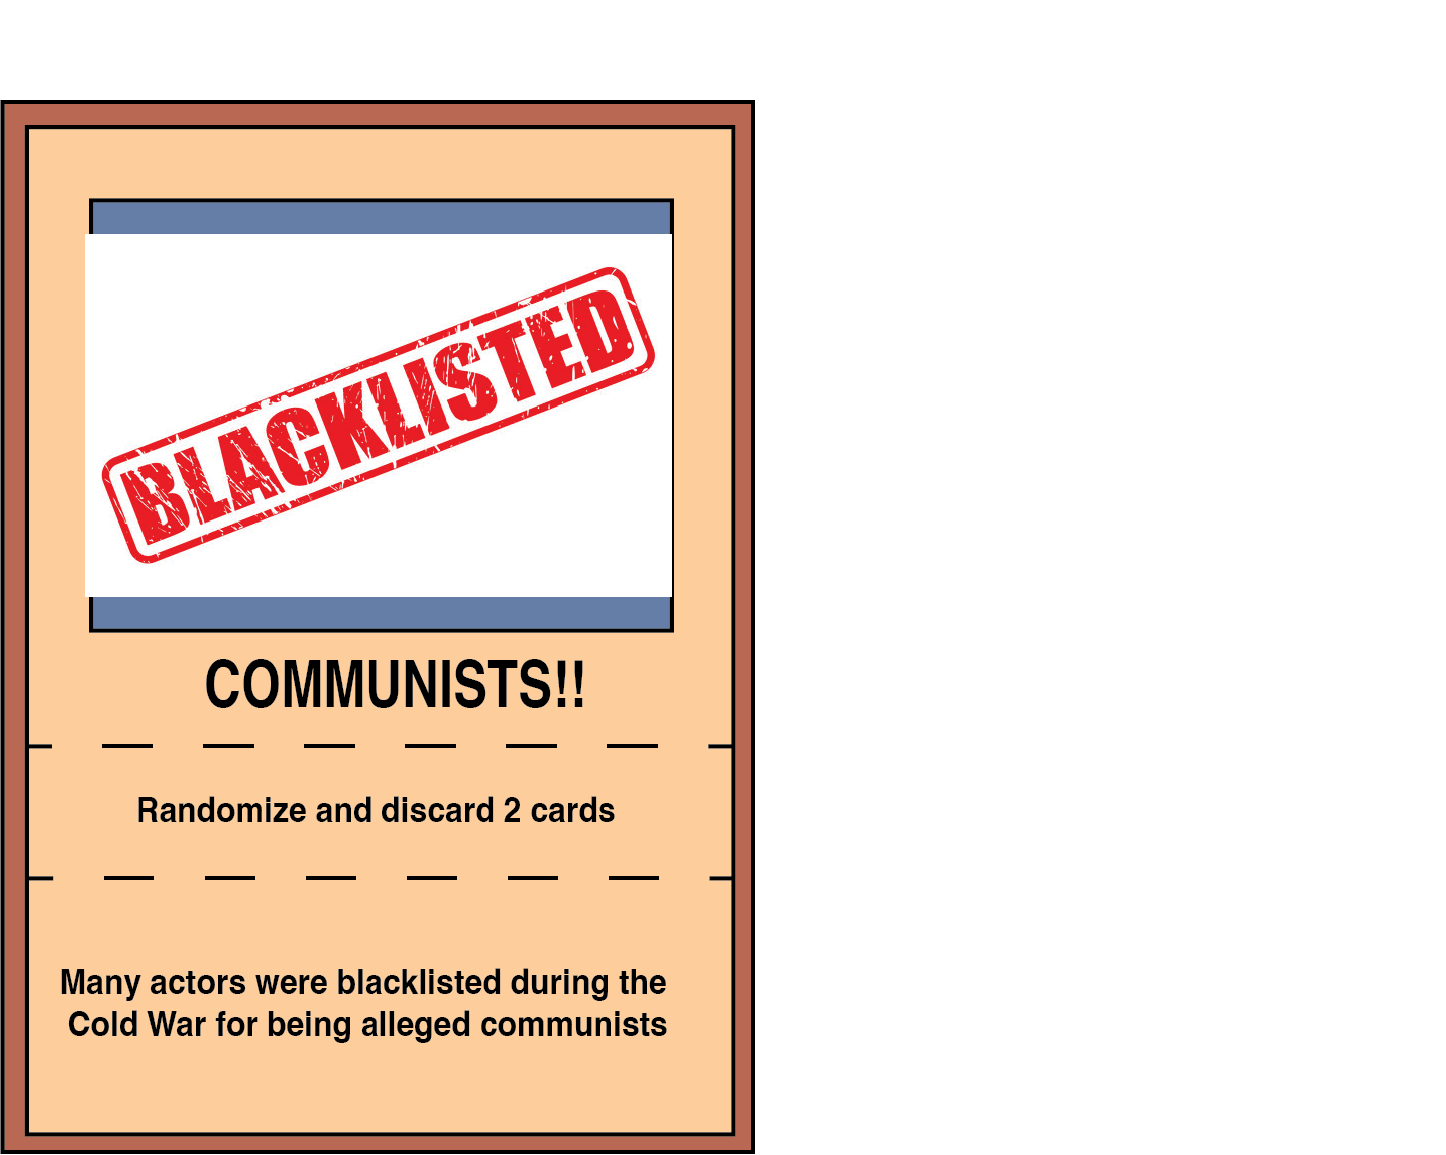 BLACKLISTED
COMMUNISTS!!
Randomize and discard 2 cards
Many actors were blacklisted during the
Cold War for being alleged communists